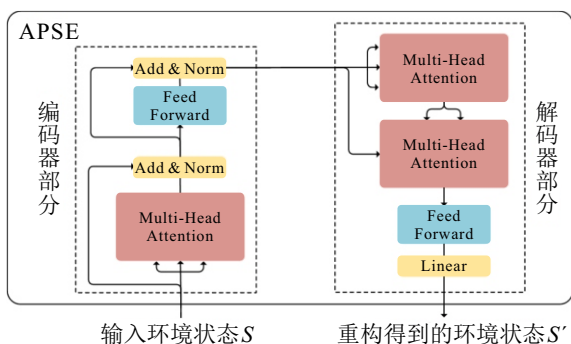 APSE
编码器部分
Add & Norm
Feed
Forward
Add & Norm
Multi-Head
Attention
输入环境状态S
Multi-Head
Attention
Multi-Head
Attention
Feed
Forward
Linear
解码器部分
重构得到的环境状态S′